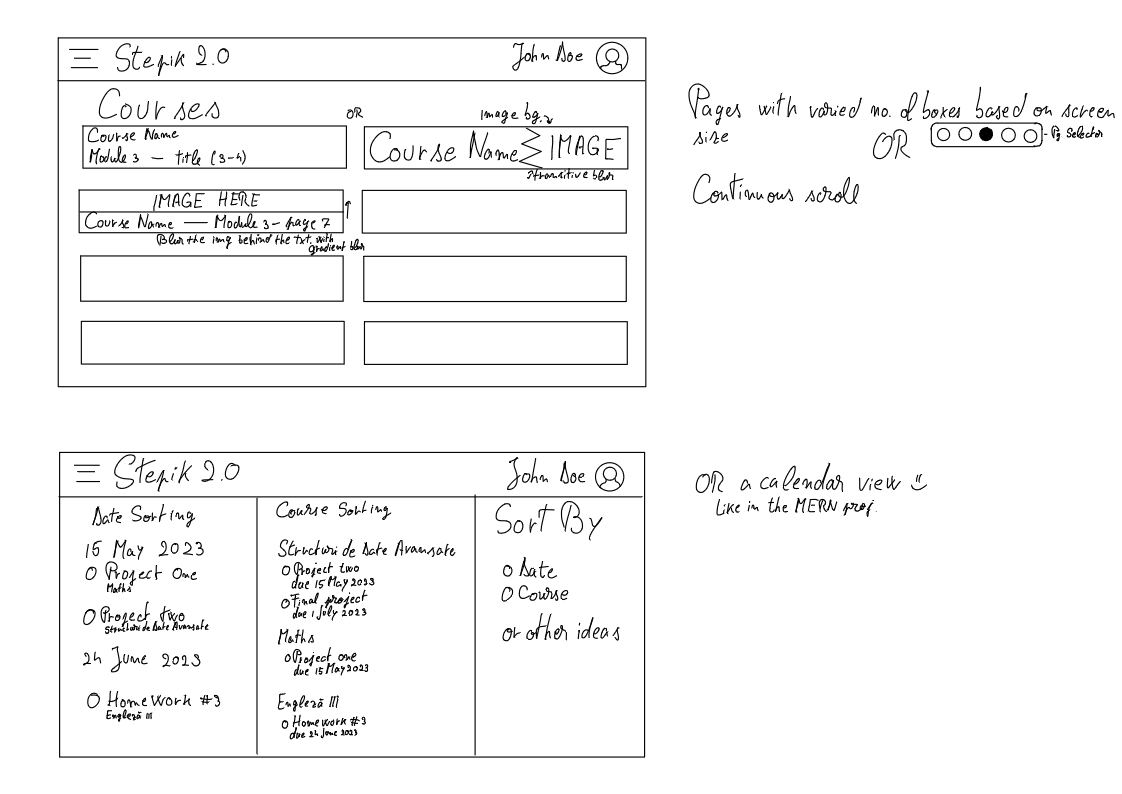 Stepik 2.0
John Doe
Courses
OR
Image bg.
Course Name
Module 3 - title (3-4)
Course Name
IMAGE
transitive blur
IMAGE HERE
Course Name — Module 3 - page 7
Blur the img behind the txt. with
gradient blur
Pages with varied no. of boxes based on screen
size
OR
- Pg Selector
Continuous scroll
Stepik 2.0
John Doe
Date Sorting
15 May 2023
Project One
Maths
Project two
Structuri de Date Avansate
24 June 2023
HomeWork #3
Engleză III
Course Sorting
Structuri de Date Avansate
Project two
due 15 May 2023
Final project
due 1 July 2023
Maths
Project one
due 15 May 2023
Engleză III
HomeWork #3
due 24 June 2023
Sort By
Date
Course
or other ideas
OR a calendar view
Like in the MERN proj.